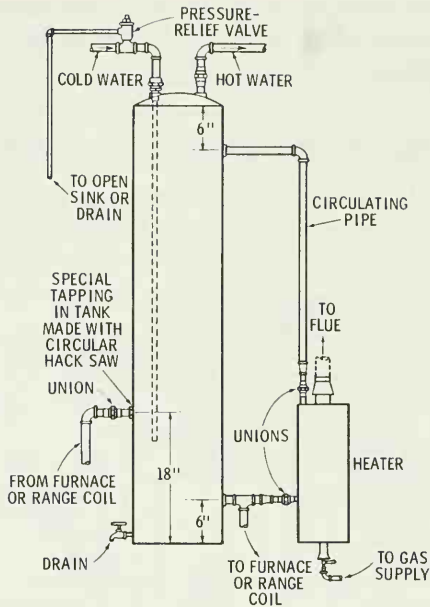 PRESSURE-
RELIEF VALVE
COLD WATER
HOT WATER
6"
TO OPEN
SINK OR
DRAIN
CIRCULATING
PIPE
SPECIAL
TAPPING
IN TANK
MADE WITH
CIRCULAR
HACK SAW
TO
FLUE
UNION
UNIONS
HEATER
FROM FURNACE
OR RANGE COIL
18"
6"
DRAIN
TO FURNACE
OR RANGE
COIL
TO GAS
SUPPLY